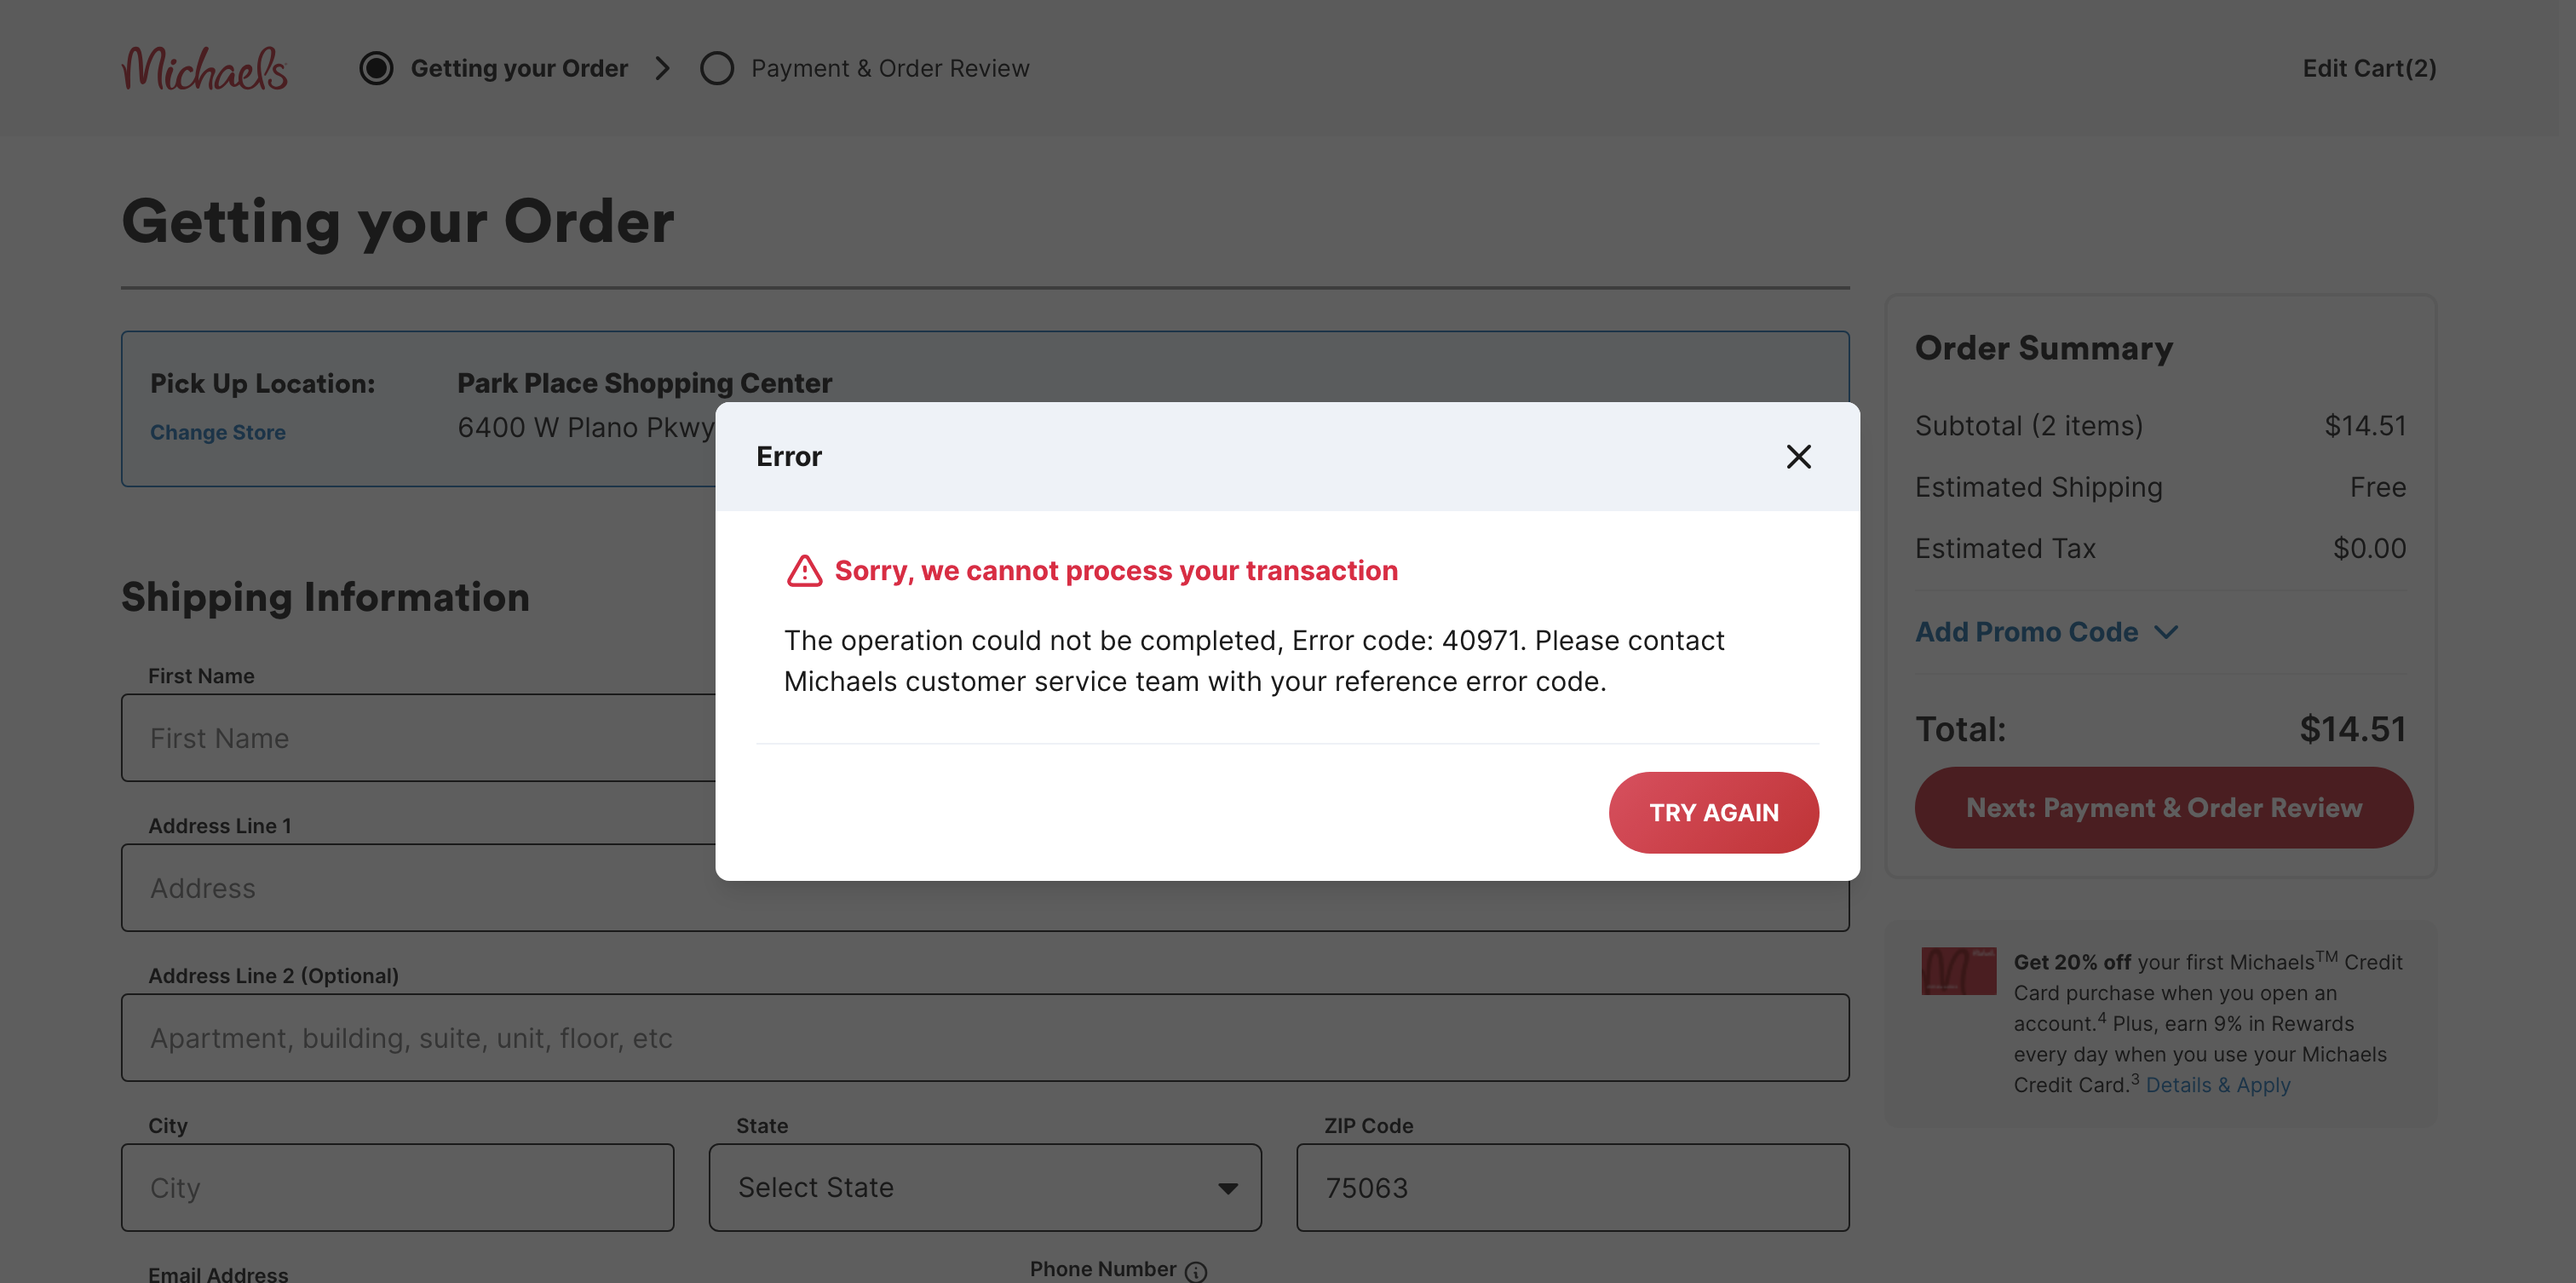 Michaels
Getting your Order
Payment & Order Review
Edit Cart(2)
Getting your Order
Pick Up Location:
Park Place Shopping Center
Change Store
6400 W Plano Pkwy
Error
Sorry, we cannot process your transaction
The operation could not be completed, Error code: 40971. Please contact
Michaels customer service team with your reference error code.
TRY AGAIN
Shipping Information
First Name
First Name
Address Line 1
Address
Address Line 2 (Optional)
Apartment, building, suite, unit, floor, etc
City
State
ZIP Code
City
Select State
75063
Email Address
Phone Number
Order Summary
Subtotal (2 items) $14.51
Estimated Shipping Free
Estimated Tax $0.00
Add Promo Code
Total: $14.51
Next: Payment & Order Review
Get 20% off your first Michaels™ Credit
Card purchase when you open an
account.⁴ Plus, earn 9% in Rewards
every day when you use your Michaels
Credit Card.³ Details & Apply